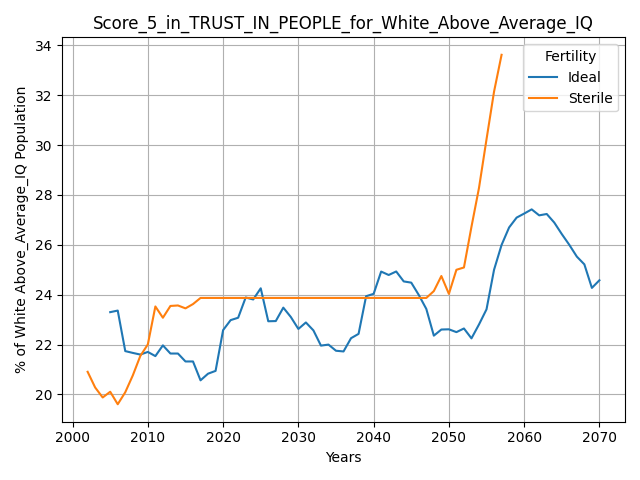 Score_5_in_TRUST_IN_PEOPLE_for_White_Above_Average_IQ
% of White Above_Average_IQ Population
34
32
30
28
26
24
22
20
Fertility
Ideal
Sterile
2000 2010 2020 2030 2040 2050 2060 2070
Years